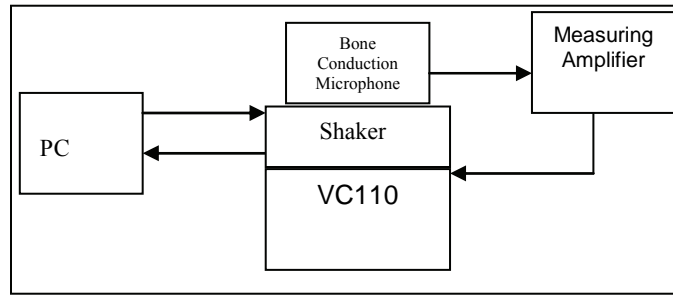 Bone
Conduction
Microphone
Measuring
Amplifier
PC
Shaker
VC110